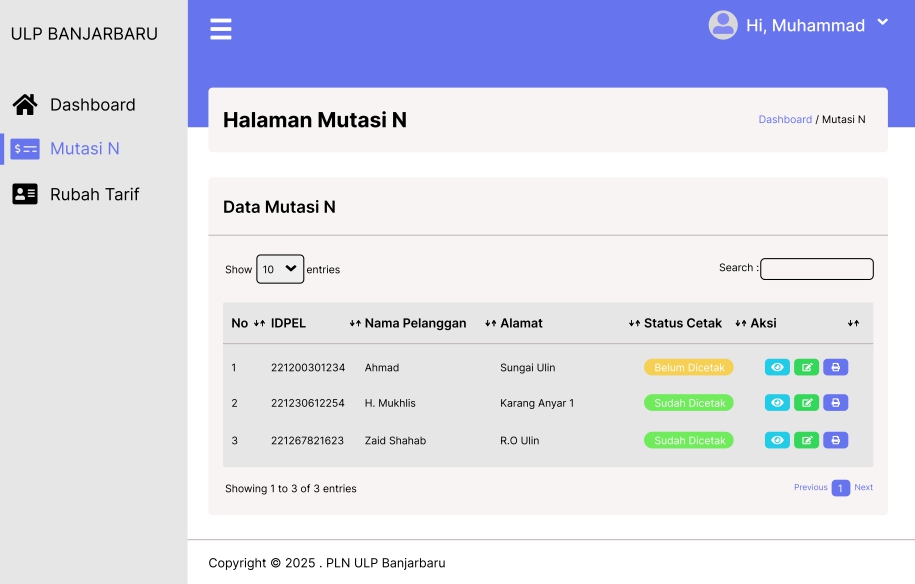 ULP BANJARBARU
Hi, Muhammad
Dashboard
Mutasi N
Rubah Tarif
Halaman Mutasi N
Dashboard / Mutasi N
Data Mutasi N
Show 10 entries
Search :
No IDPEL Nama Pelanggan Alamat Status Cetak Aksi
1 221200301234 Ahmad Sungai Ulin Belum Dicetak
2 221230612254 H. Mukhlis Karang Anyar 1 Sudah Dicetak
3 221267821623 Zaid Shahab R.O Ulin Sudah Dicetak
Showing 1 to 3 of 3 entries
Previous 1 Next
Copyright © 2025 . PLN ULP Banjarbaru